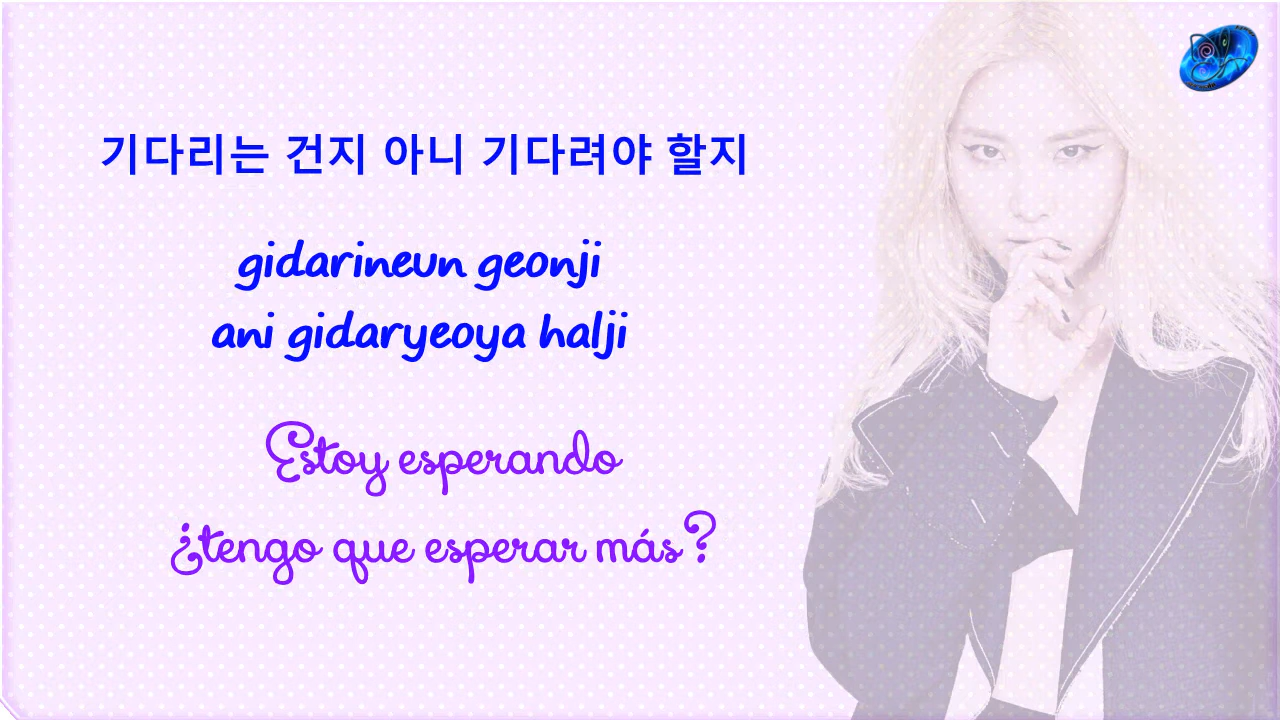 기다리는 건지 아니 기다려야 할지
gidarineun geonji
ani gidaryeoya halji
Estoy esperando
¿tengo que esperar más?